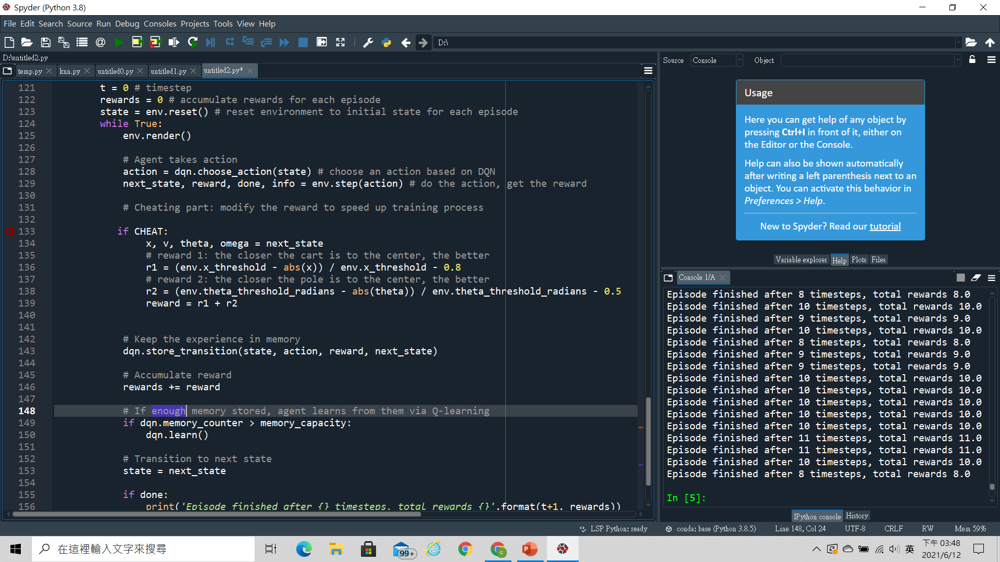 Spyder (Python 3.8)
File Edit Search Source Run Debug Consoles Projects Tools View Help
D:\
D:\untitled2.py
temp.py knn.py untitled0.py untitled1.py untitled2.py*
121 t = 0 # timestep
122 rewards = 0 # accumulate rewards for each episode
123 state = env.reset() # reset environment to initial state for each episode
124 while True:
125 env.render()
126
127 # Agent takes action
128 action = dqn.choose_action(state) # choose an action based on DQN
129 next_state, reward, done, info = env.step(action) # do the action, get the reward
130
131 # Cheating part: modify the reward to speed up training process
132
133 if CHEAT:
134 x, v, theta, omega = next_state
135 # reward 1: the closer the cart is to the center, the better
136 r1 = (env.x_threshold - abs(x)) / env.x_threshold - 0.8
137 # reward 2: the closer the pole is to the center, the better
138 r2 = (env.theta_threshold_radians - abs(theta)) / env.theta_threshold_radians - 0.5
139 reward = r1 + r2
140
141
142 # Keep the experience in memory
143 dqn.store_transition(state, action, reward, next_state)
144
145 # Accumulate reward
146 rewards += reward
147
148 # If enough memory stored, agent learns from them via Q-learning
149 if dqn.memory_counter > memory_capacity:
150 dqn.learn()
151
152 # Transition to next state
153 state = next_state
154
155 if done:
156 print('Episode finished after {} timesteps, total rewards {}'.format(t+1, rewards))
Source Console Object
Usage
Here you can get help of any object by
pressing Ctrl+I in front of it, either on
the Editor or the Console.
Help can also be shown automatically
after writing a left parenthesis next to an
object. You can activate this behavior in
Preferences > Help.
New to Spyder? Read our tutorial
Variable explorer Help Plots Files
Console 1/A
Episode finished after 8 timesteps, total rewards 8.0
Episode finished after 10 timesteps, total rewards 10.0
Episode finished after 9 timesteps, total rewards 9.0
Episode finished after 10 timesteps, total rewards 10.0
Episode finished after 8 timesteps, total rewards 8.0
Episode finished after 9 timesteps, total rewards 9.0
Episode finished after 9 timesteps, total rewards 9.0
Episode finished after 10 timesteps, total rewards 10.0
Episode finished after 10 timesteps, total rewards 10.0
Episode finished after 10 timesteps, total rewards 10.0
Episode finished after 10 timesteps, total rewards 10.0
Episode finished after 10 timesteps, total rewards 10.0
Episode finished after 11 timesteps, total rewards 11.0
Episode finished after 11 timesteps, total rewards 11.0
Episode finished after 10 timesteps, total rewards 10.0
Episode finished after 8 timesteps, total rewards 8.0
In [5]:
IPython console History
LSP Python: ready conda: base (Python 3.8.5) Line 148, Col 24 UTF-8 CRLF RW Mem 59%
在這裡輸入文字來搜尋
99+
英
下午 03:48
2021/6/12